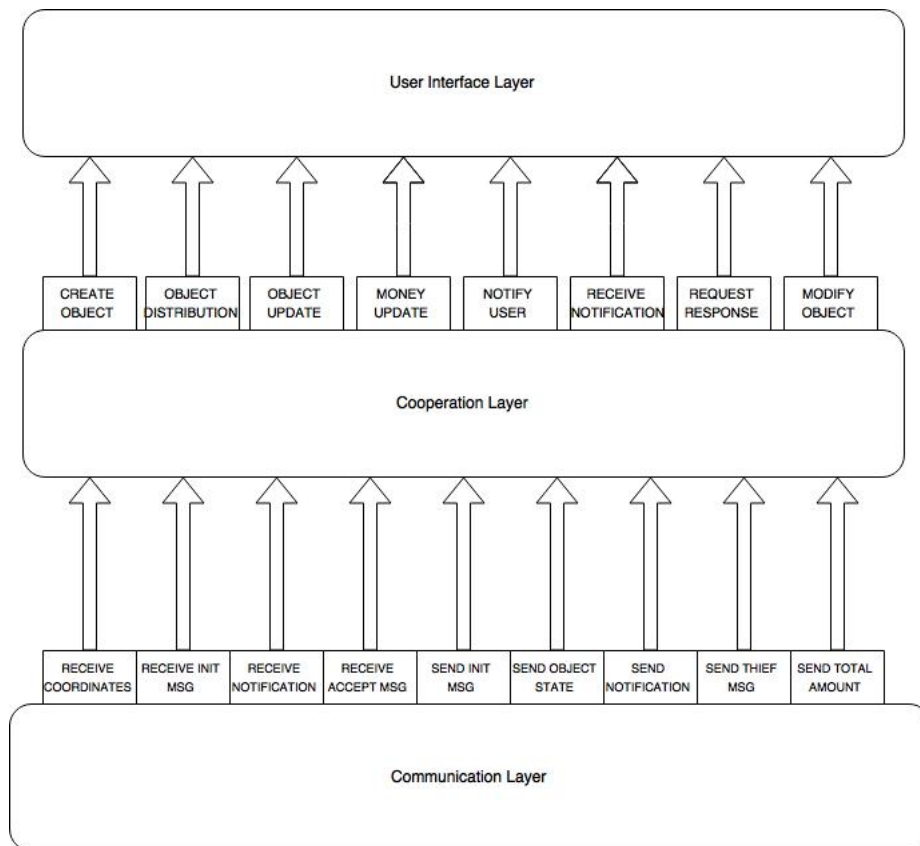 User Interface Layer
CREATE
OBJECT
OBJECT
DISTRIBUTION
OBJECT
UPDATE
MONEY
UPDATE
NOTIFY
USER
RECEIVE
NOTIFICATION
REQUEST
RESPONSE
MODIFY
OBJECT
Cooperation Layer
RECEIVE
COORDINATES
RECEIVE INIT
MSG
RECEIVE
NOTIFICATION
RECEIVE
ACCEPT MSG
SEND INIT
MSG
SEND OBJECT
STATE
SEND
NOTIFICATION
SEND THIEF
MSG
SEND TOTAL
AMOUNT
Communication Layer